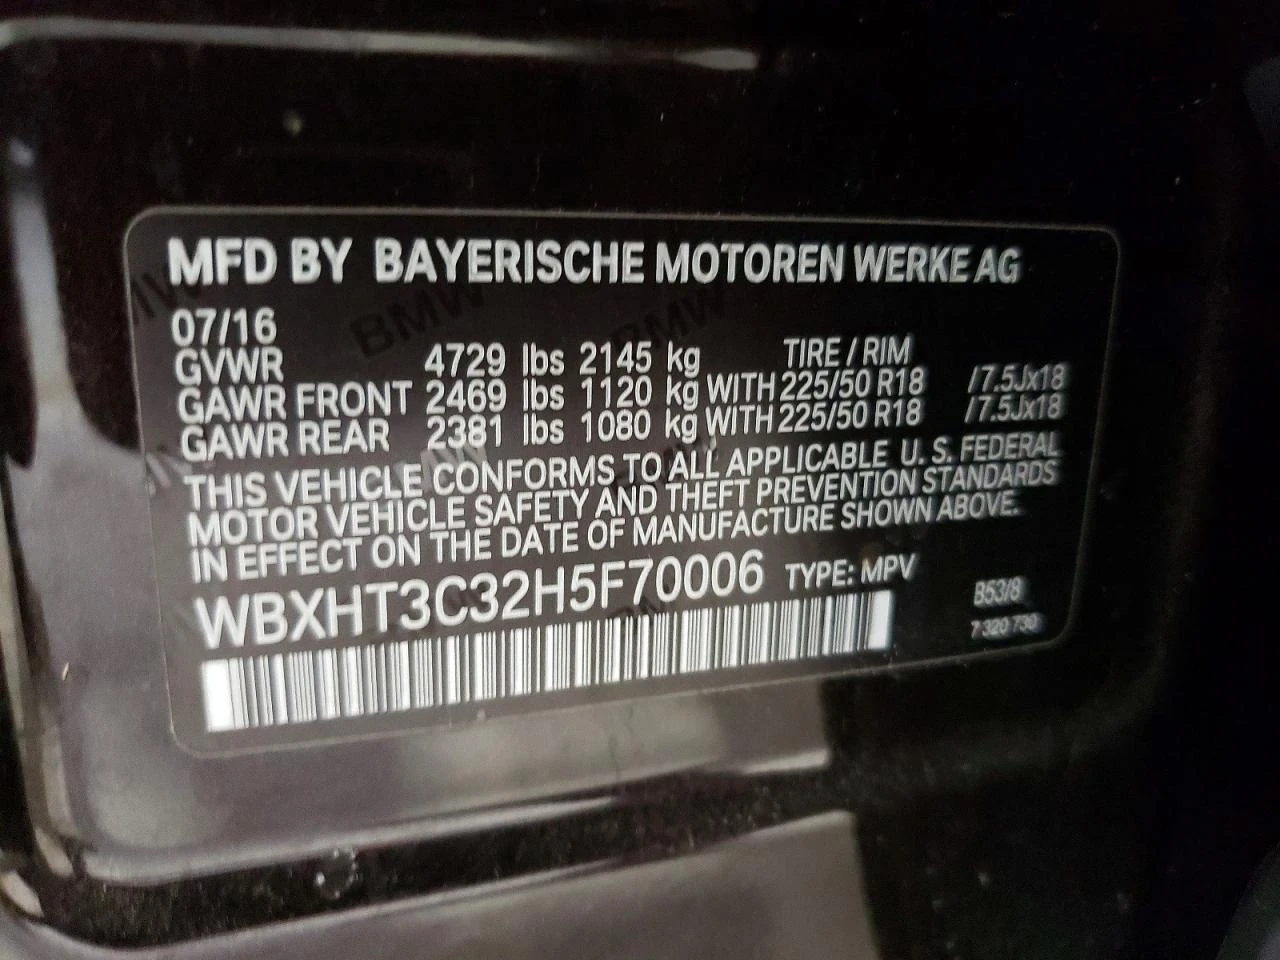 MFD BY BAYERISCHE MOTOREN WERKE AG
07/16
GVWR 4729 lbs 2145 kg TIRE / RIM
GAWR FRONT 2469 lbs 1120 kg WITH 225/50 R18 /7.5Jx18
GAWR REAR 2381 lbs 1080 kg WITH 225/50 R18 /7.5Jx18
THIS VEHICLE CONFORMS TO ALL APPLICABLE U. S. FEDERAL
MOTOR VEHICLE SAFETY AND THEFT PREVENTION STANDARDS
IN EFFECT ON THE DATE OF MANUFACTURE SHOWN ABOVE.
WBXHT3C32H5F70006 TYPE: MPV
B53/8
7 320 730